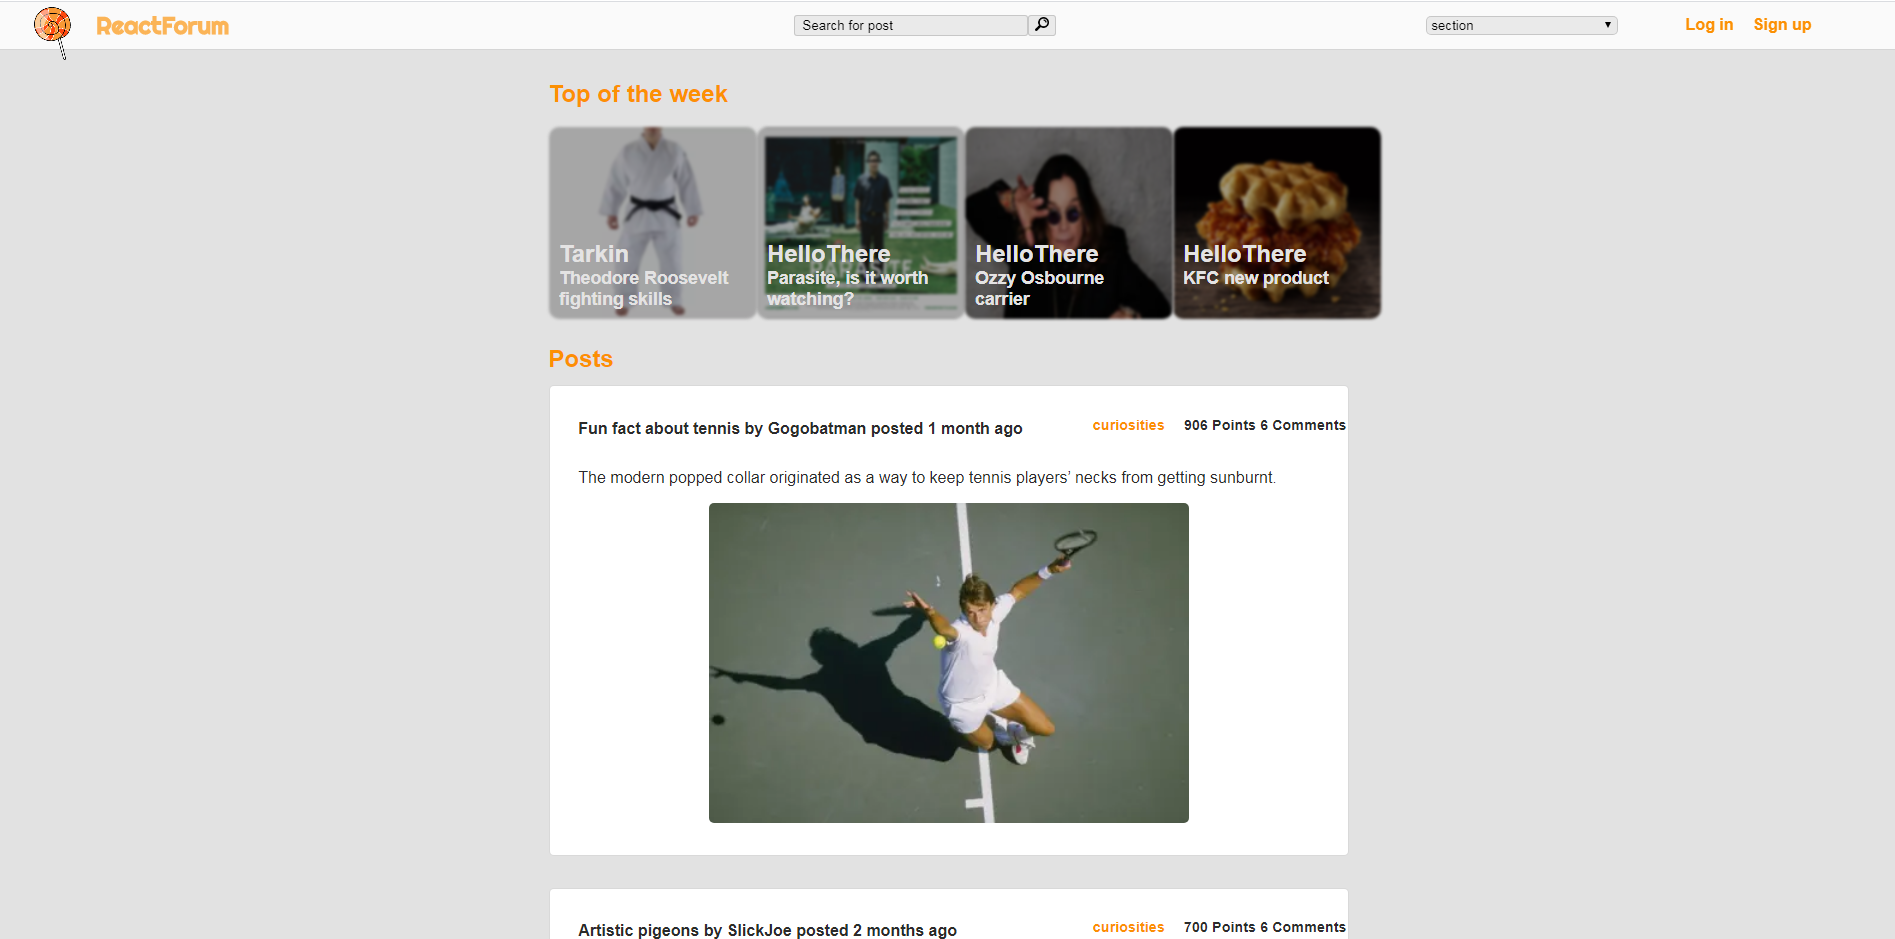 ReactForum
Search for post
section
Log in
Sign up
Top of the week
Tarkin
Theodore Roosevelt
fighting skills
HelloThere
Parasite, is it worth
watching?
PARASITE
HelloThere
Ozzy Osbourne
carrier
HelloThere
KFC new product
Posts
Fun fact about tennis by Gogobatman posted 1 month ago
curiosities
906 Points 6 Comments
The modern popped collar originated as a way to keep tennis players’ necks from getting sunburnt.
Artistic pigeons by SlickJoe posted 2 months ago
curiosities
700 Points 6 Comments